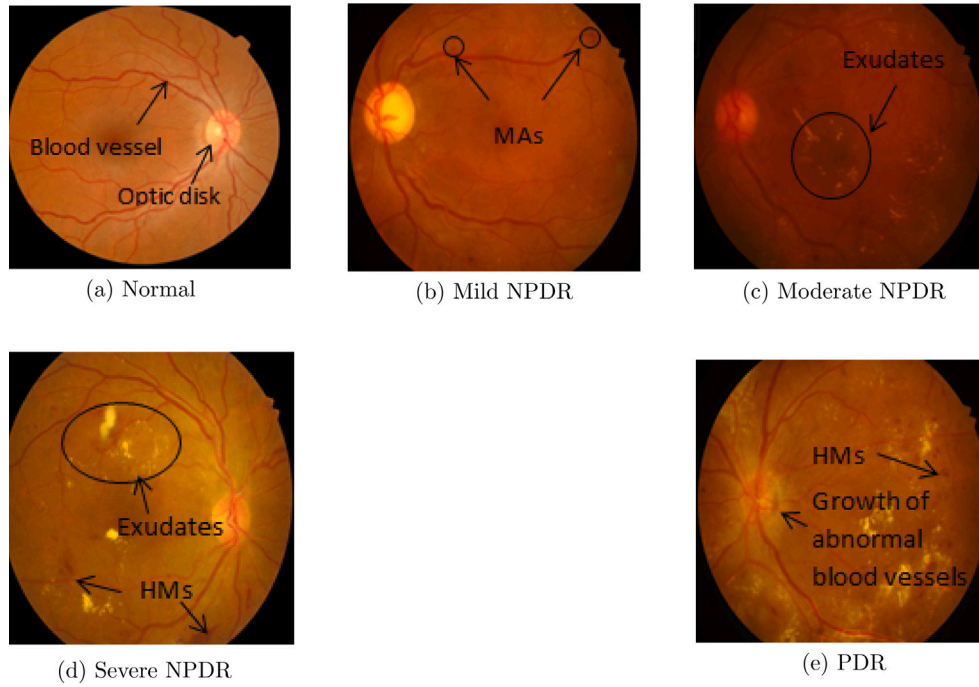 Blood vessel
Optic disk
(a) Normal
MAs
(b) Mild NPDR
Exudates
(c) Moderate NPDR
Exudates
HMs
(d) Severe NPDR
HMs
Growth of
abnormal
blood vessels
(e) PDR